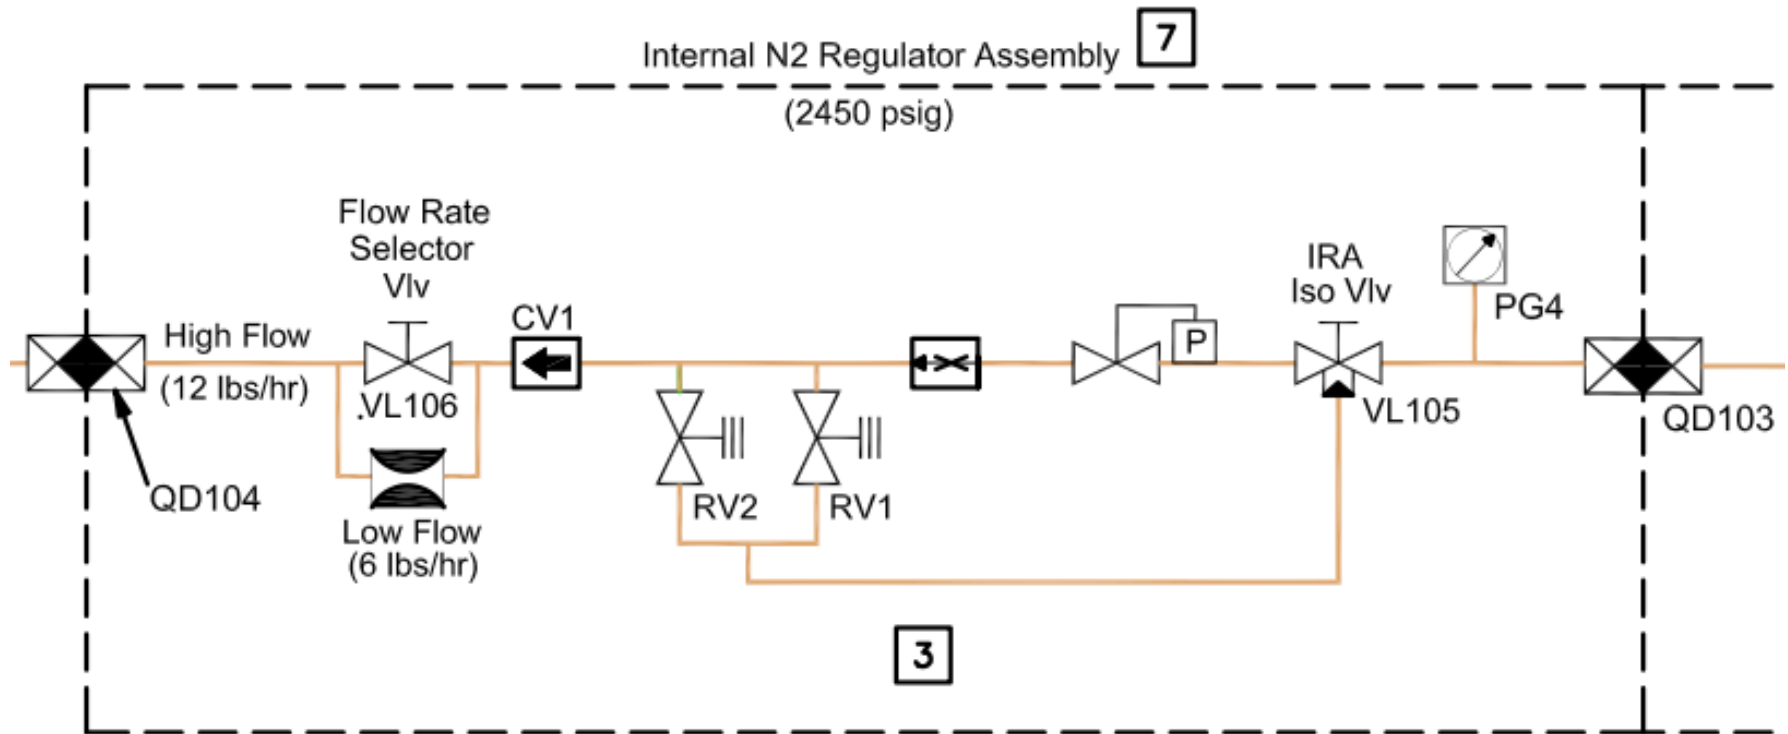 7
Internal N2 Regulator Assembly
(2450 psig)
Flow Rate
Selector
Vlv
IRA
Iso Vlv
CV1
PG4
High Flow
(12 lbs/hr)
P
.VL106
VL105
QD103
QD104
RV2
RV1
Low Flow
(6 lbs/hr)
3